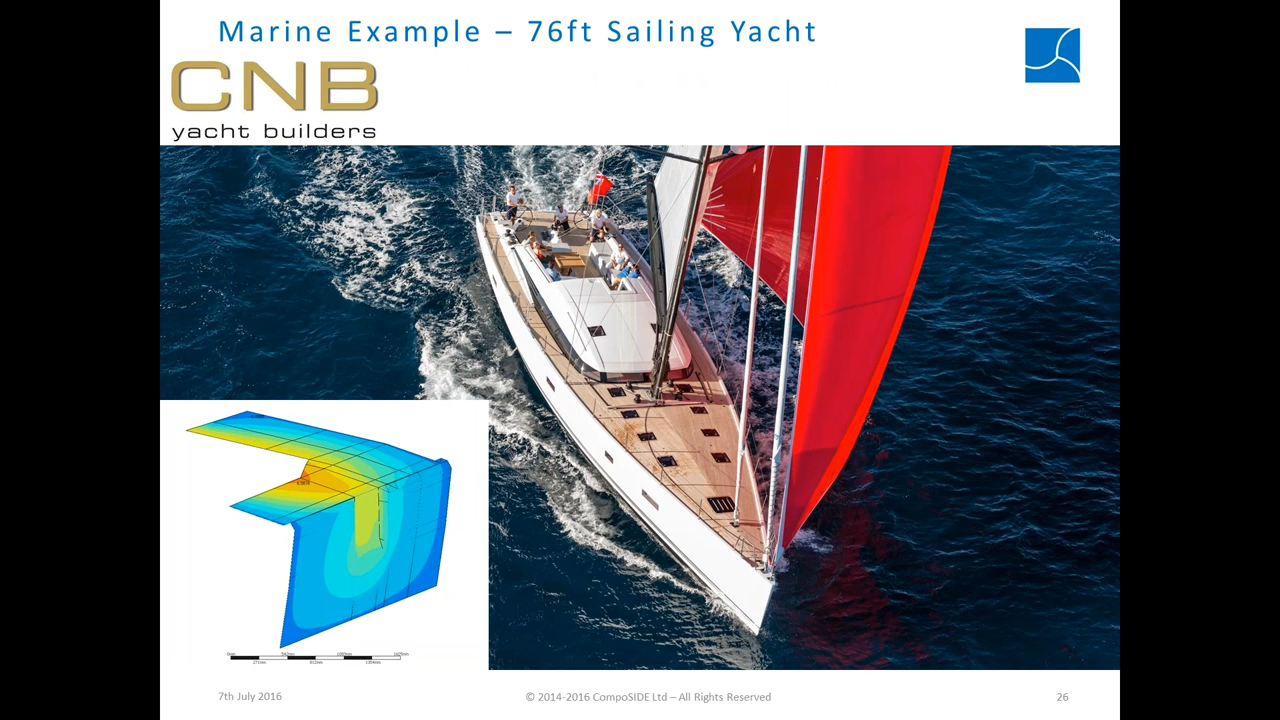 Marine Example – 76ft Sailing Yacht
CNB
yacht builders
7th July 2016
© 2014-2016 CompoSIDE Ltd – All Rights Reserved
26